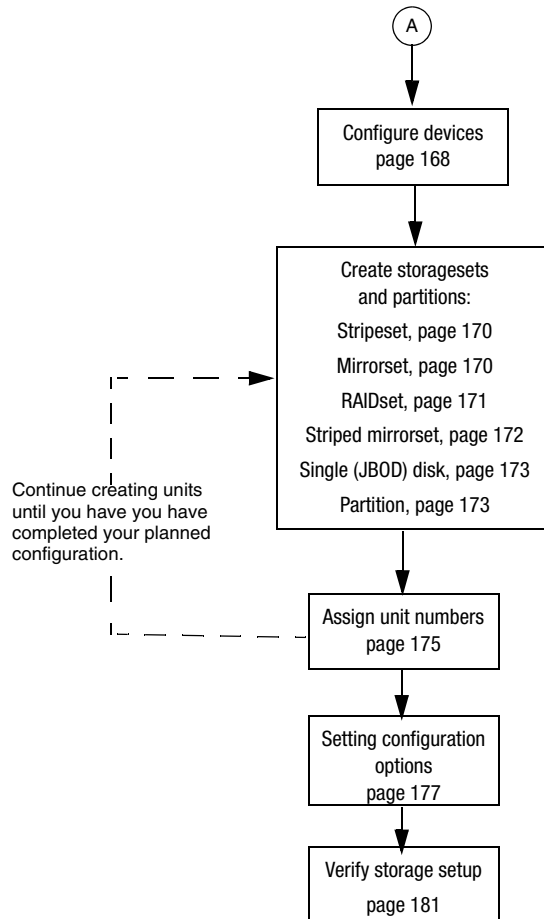 A
Configure devices
page 168
Create storagesets
and partitions:
Stripeset, page 170
Mirrorset, page 170
RAIDset, page 171
Striped mirrorset, page 172
Single (JBOD) disk, page 173
Partition, page 173
Continue creating units
until you have you have
completed your planned
configuration.
Assign unit numbers
page 175
Setting configuration
options
page 177
Verify storage setup
page 181